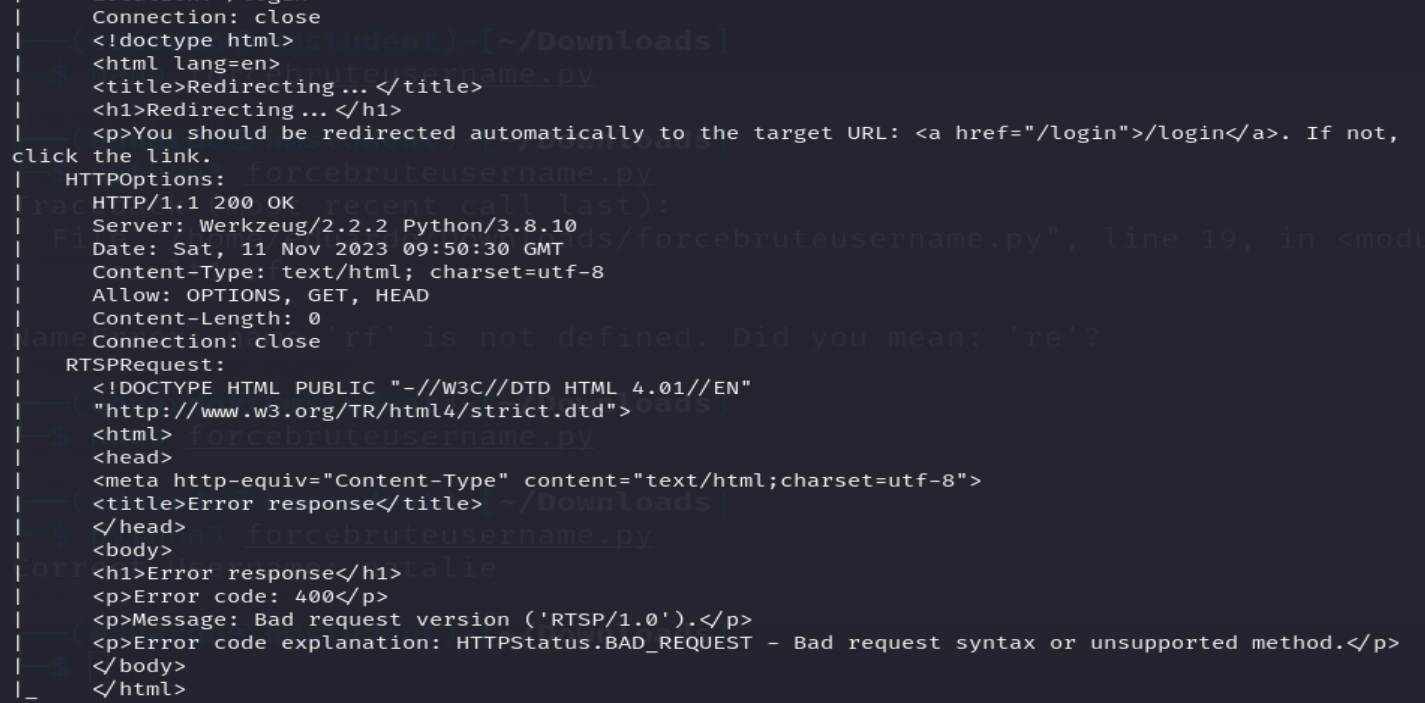 |     Connection: close
|     <!doctype html>
|     <html lang=en>
|     <title>Redirecting...</title>
|     <h1>Redirecting...</h1>
|     <p>You should be redirected automatically to the target URL: <a href="/login">/login</a>. If not,
click the link.
|   HTTPOptions:
|     HTTP/1.1 200 OK
|     Server: Werkzeug/2.2.2 Python/3.8.10
|     Date: Sat, 11 Nov 2023 09:50:30 GMT
|     Content-Type: text/html; charset=utf-8
|     Allow: OPTIONS, GET, HEAD
|     Content-Length: 0
|     Connection: close
|   RTSPRequest:
|     <!DOCTYPE HTML PUBLIC "-//W3C//DTD HTML 4.01//EN"
|     "http://www.w3.org/TR/html4/strict.dtd">
|     <html>
|     <head>
|     <meta http-equiv="Content-Type" content="text/html;charset=utf-8">
|     <title>Error response</title>
|     </head>
|     <body>
|     <h1>Error response</h1>
|     <p>Error code: 400</p>
|     <p>Message: Bad request version ('RTSP/1.0').</p>
|     <p>Error code explanation: HTTPStatus.BAD_REQUEST - Bad request syntax or unsupported method.</p>
|     </body>
|_    </html>